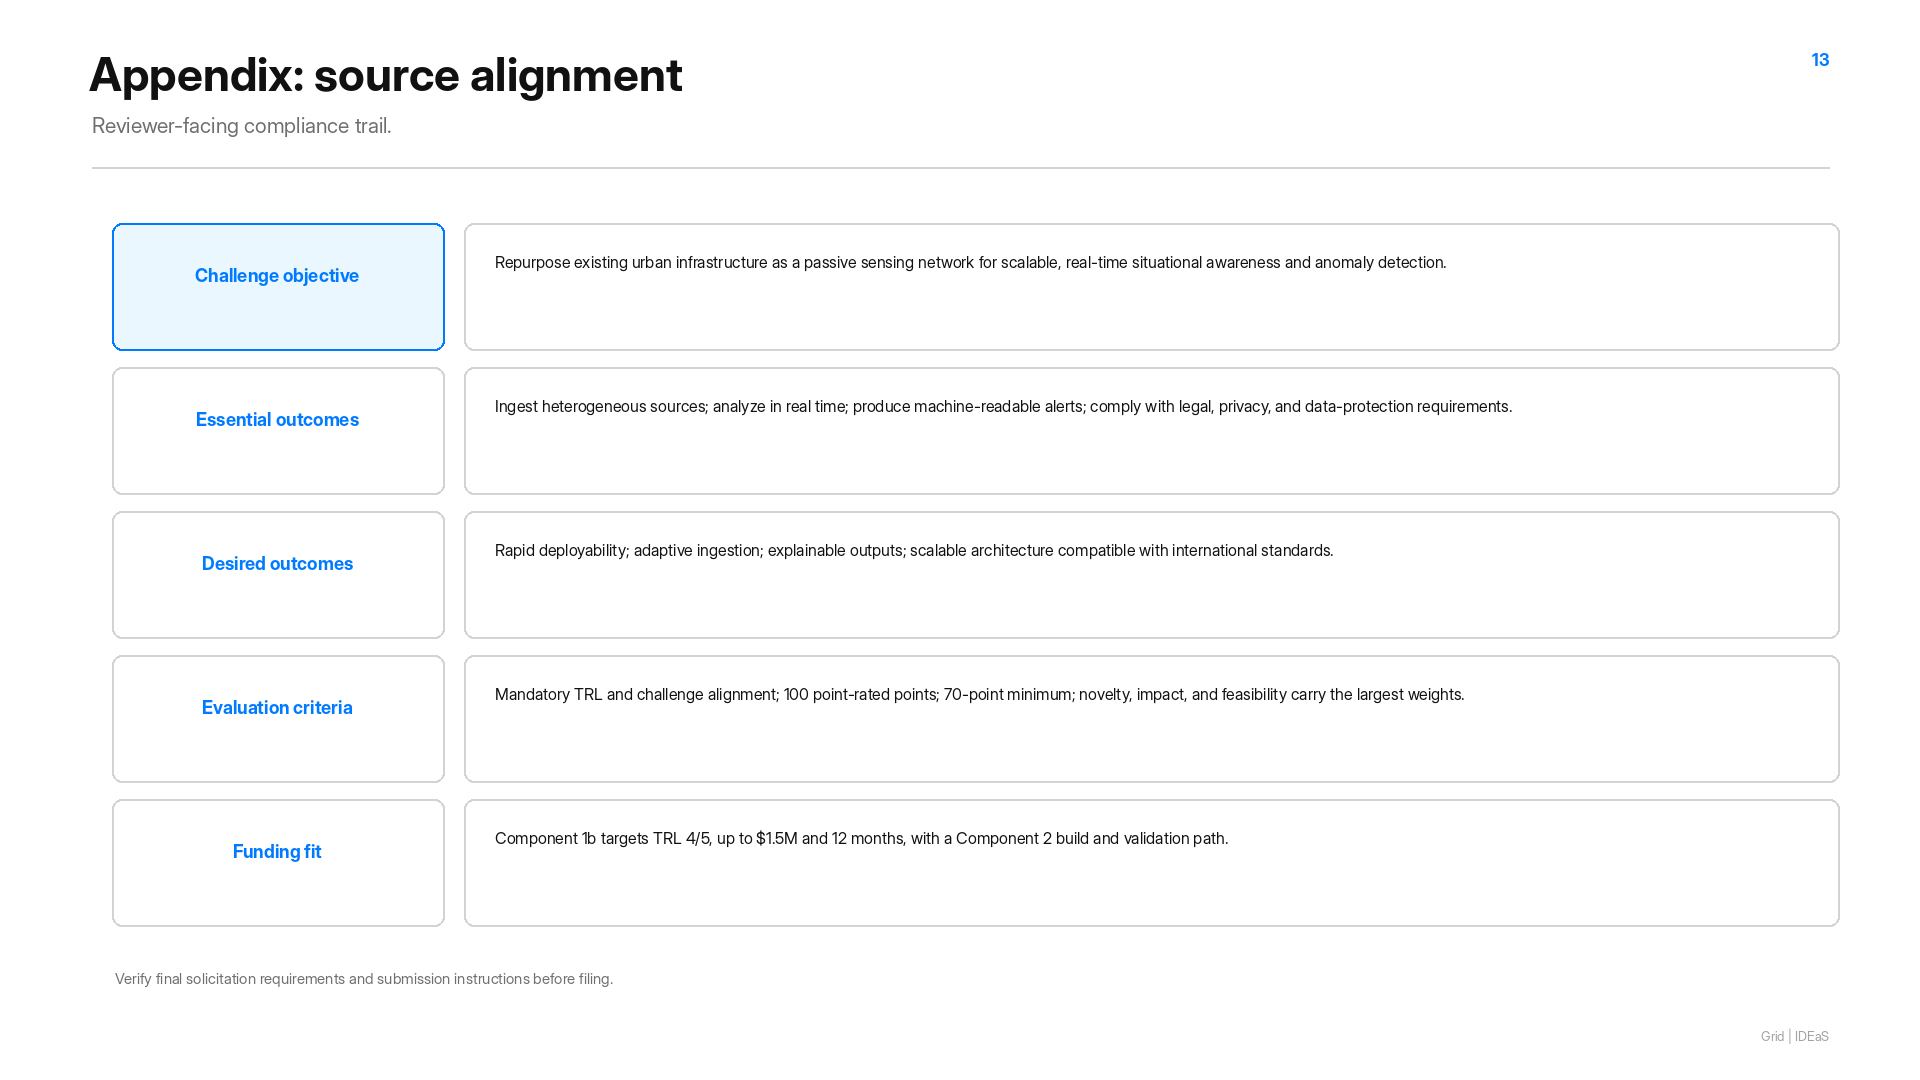 Appendix: source alignment
13
Reviewer-facing compliance trail.
Challenge objective
Repurpose existing urban infrastructure as a passive sensing network for scalable, real-time situational awareness and anomaly detection.
Essential outcomes
Ingest heterogeneous sources; analyze in real time; produce machine-readable alerts; comply with legal, privacy, and data-protection requirements.
Desired outcomes
Rapid deployability; adaptive ingestion; explainable outputs; scalable architecture compatible with international standards.
Evaluation criteria
Mandatory TRL and challenge alignment; 100 point-rated points; 70-point minimum; novelty, impact, and feasibility carry the largest weights.
Funding fit
Component 1b targets TRL 4/5, up to $1.5M and 12 months, with a Component 2 build and validation path.
Verify final solicitation requirements and submission instructions before filing.
Grid | IDEaS